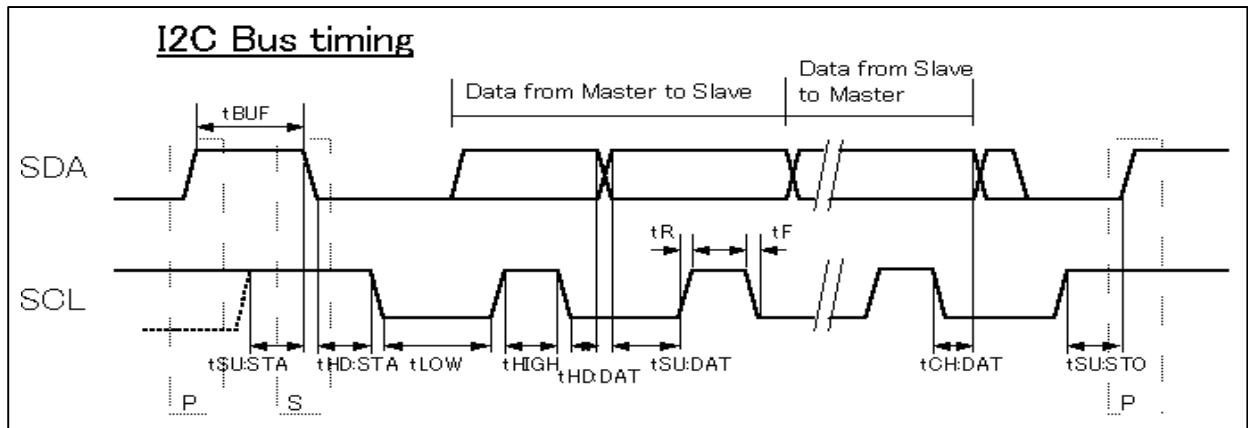 I2C Bus timing
Data from Master to Slave
Data from Slave
to Master
tBUF
SDA
tR
tF
SCL
tSU:STA
tHD:STA
tLOW
tHIGH
tHD:DAT
tSU:DAT
tCH:DAT
tSU:STO
P
S
P